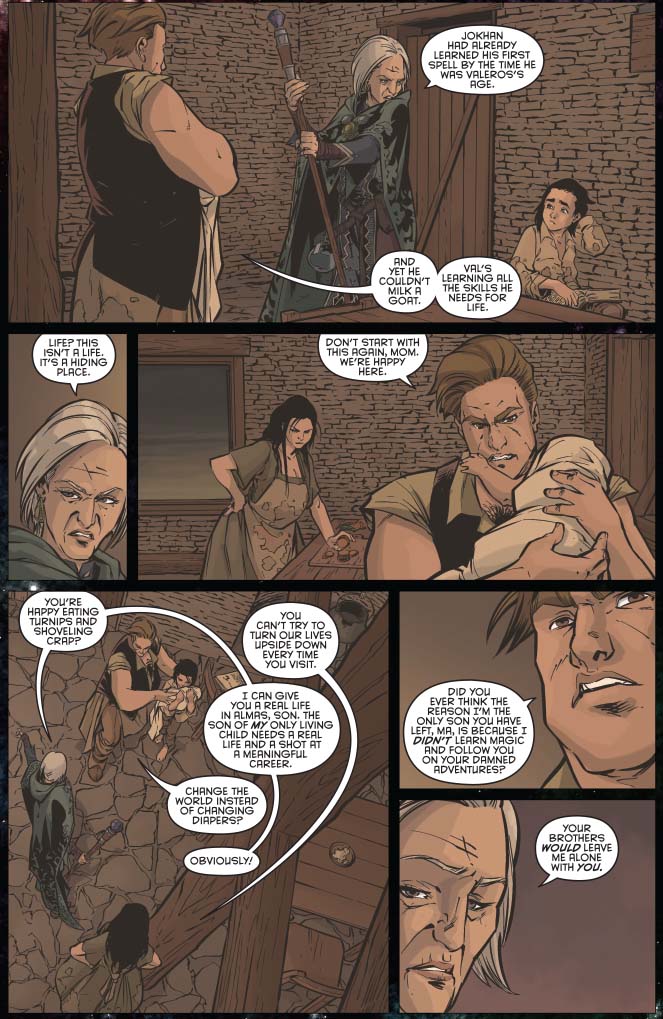 JOKHAN
HAD ALREADY
LEARNED HIS FIRST
SPELL BY THE TIME HE
WAS VALEROS'S
AGE.
AND
YET HE
COULDN'T
MILK A
GOAT.
VAL'S
LEARNING ALL
THE SKILLS HE
NEEDS FOR
LIFE.
LIFE? THIS
ISN'T A LIFE.
IT'S A HIDING
PLACE.
DON'T START WITH
THIS AGAIN, MOM.
WE'RE HAPPY
HERE.
YOU'RE
HAPPY EATING
TURNIPS AND
SHOVELING
CRAP?
YOU
CAN'T TRY TO
TURN OUR LIVES
UPSIDE DOWN
EVERY TIME
YOU VISIT.
I CAN GIVE
YOU A REAL LIFE
IN ALMAS, SON. THE
SON OF MY ONLY LIVING
CHILD NEEDS A REAL
LIFE AND A SHOT AT
A MEANINGFUL
CAREER.
CHANGE THE
WORLD INSTEAD
OF CHANGING
DIAPERS?
OBVIOUSLY!
DID YOU
EVER THINK THE
REASON I'M THE
ONLY SON YOU HAVE
LEFT, MA, IS BECAUSE I
DIDN'T LEARN MAGIC
AND FOLLOW YOU
ON YOUR DAMNED
ADVENTURES?
YOUR
BROTHERS
WOULD LEAVE
ME ALONE
WITH YOU.